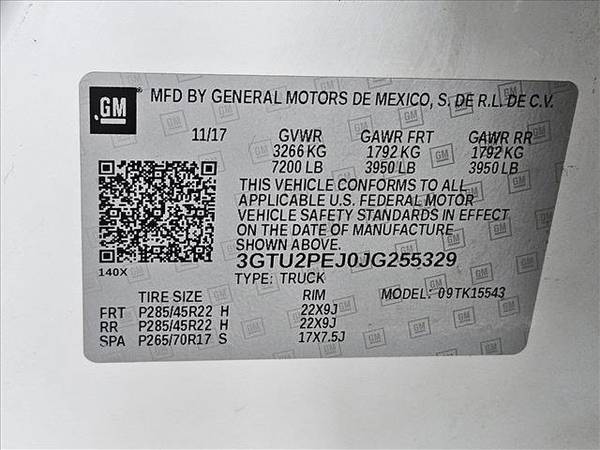 GM MFD BY GENERAL MOTORS DE MEXICO, S. DE R.L. DE C.V.
11/17 GVWR GAWR FRT GAWR RR
3266 KG 1792 KG 1792 KG
7200 LB 3950 LB 3950 LB
THIS VEHICLE CONFORMS TO ALL
APPLICABLE U.S. FEDERAL MOTOR
VEHICLE SAFETY STANDARDS IN EFFECT
ON THE DATE OF MANUFACTURE
SHOWN ABOVE.
140X 3GTU2PEJ0JG255329
TYPE: TRUCK
TIRE SIZE RIM MODEL: 09TK15543
FRT P285/45R22 H 22X9J
RR P285/45R22 H 22X9J
SPA P265/70R17 S 17X7.5J